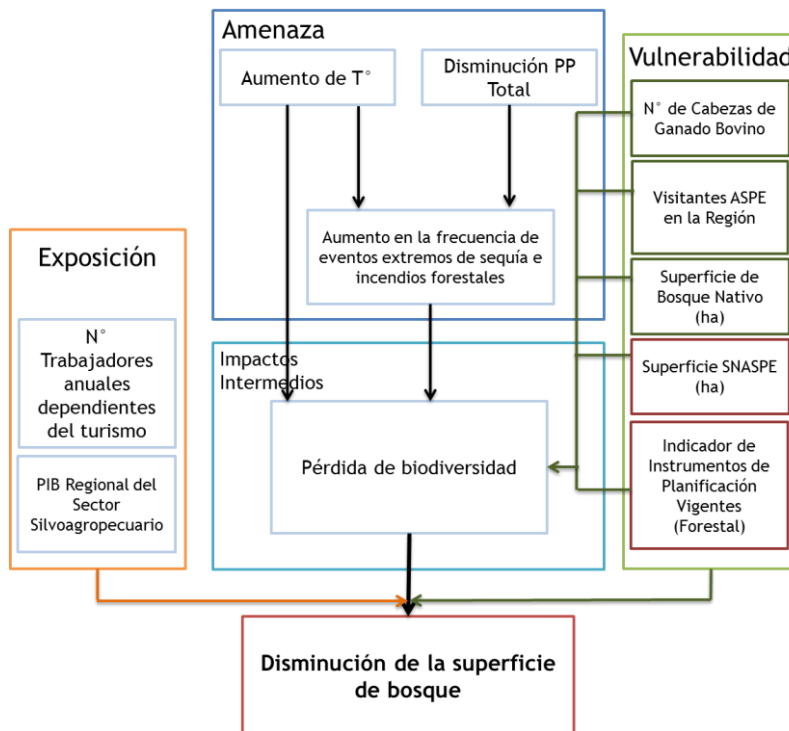 Amenaza
Aumento de T°
Disminución PP
Total
Aumento en la frecuencia de
eventos extremos de sequía e
incendios forestales
Exposición
N°
Trabajadores
anuales
dependientes
del turismo
PIB Regional del
Sector
Silvoagropecuario
Impactos
Intermedios
Pérdida de biodiversidad
Vulnerabilidad
N° de Cabezas de
Ganado Bovino
Visitantes ASPE
en la Región
Superficie de
Bosque Nativo
(ha)
Superficie SNASPE
(ha)
Indicador de
Instrumentos de
Planificación
Vigentes
(Forestal)
Disminución de la superficie
de bosque